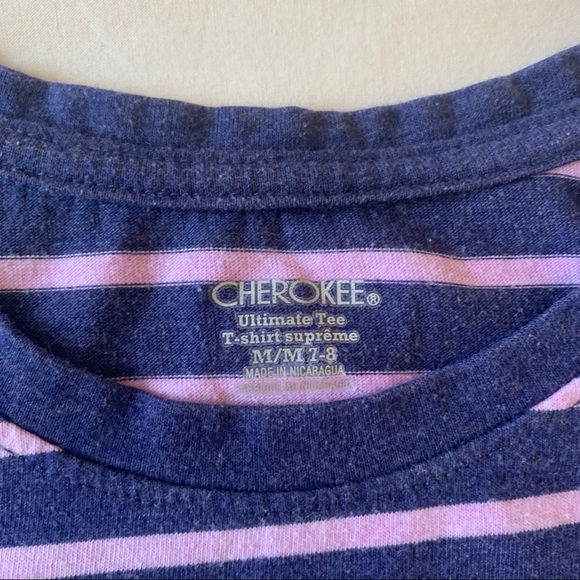 CHEROKEE®
Ultimate Tee
T-shirt suprême
M/M 7-8
MADE IN NICARAGUA